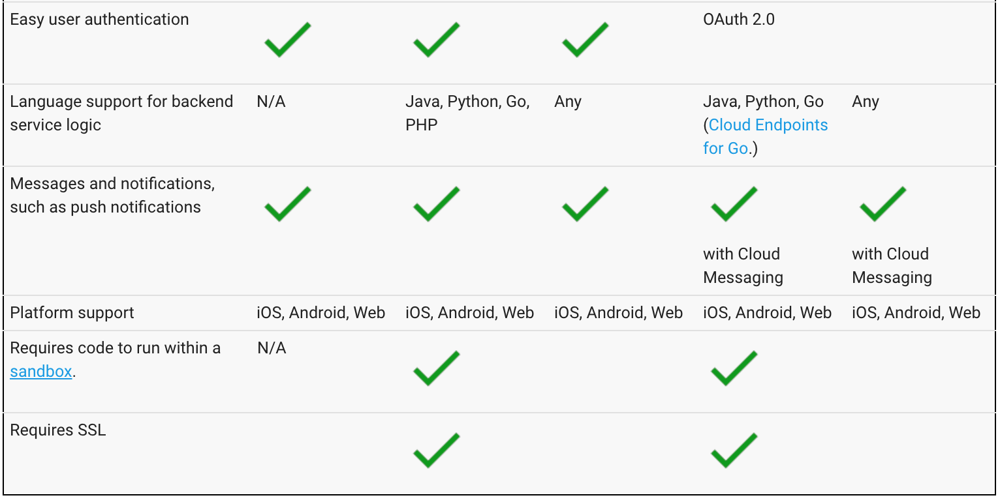 Easy user authentication
OAuth 2.0
Language support for backend
service logic
N/A
Java, Python, Go,
PHP
Any
Java, Python, Go
(Cloud Endpoints
for Go.)
Any
Messages and notifications,
such as push notifications
with Cloud
Messaging
with Cloud
Messaging
Platform support
iOS, Android, Web
iOS, Android, Web
iOS, Android, Web
iOS, Android, Web
iOS, Android, Web
Requires code to run within a
sandbox.
N/A
Requires SSL